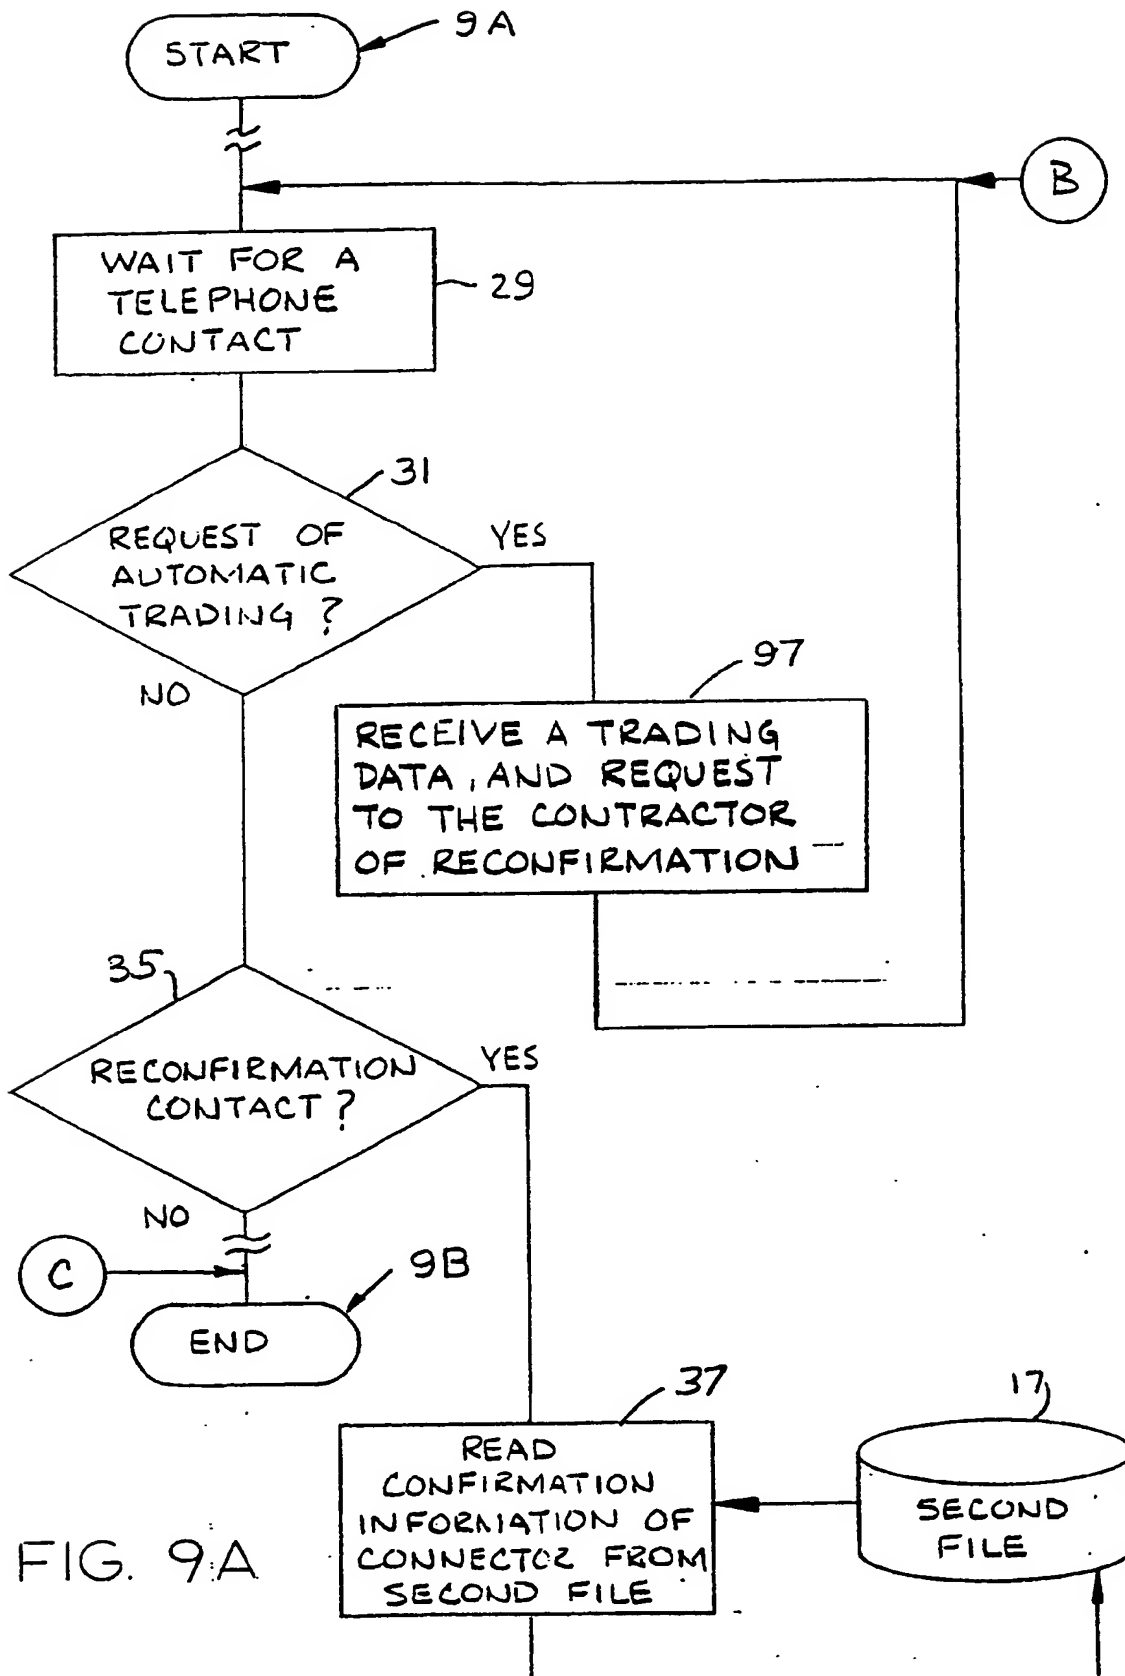 9A
START
B
WAIT FOR A
TELEPHONE
CONTACT
29
31
REQUEST OF
AUTOMATIC
TRADING ?
YES
NO
97
RECEIVE A TRADING
DATA, AND REQUEST
TO THE CONTRACTOR
OF RECONFIRMATION
35
RECONFIRMATION
CONTACT ?
YES
NO
C
9B
END
37
READ
CONFIRMATION
INFORMATION OF
CONNECTOR FROM
SECOND FILE
17
SECOND
FILE
FIG. 9A